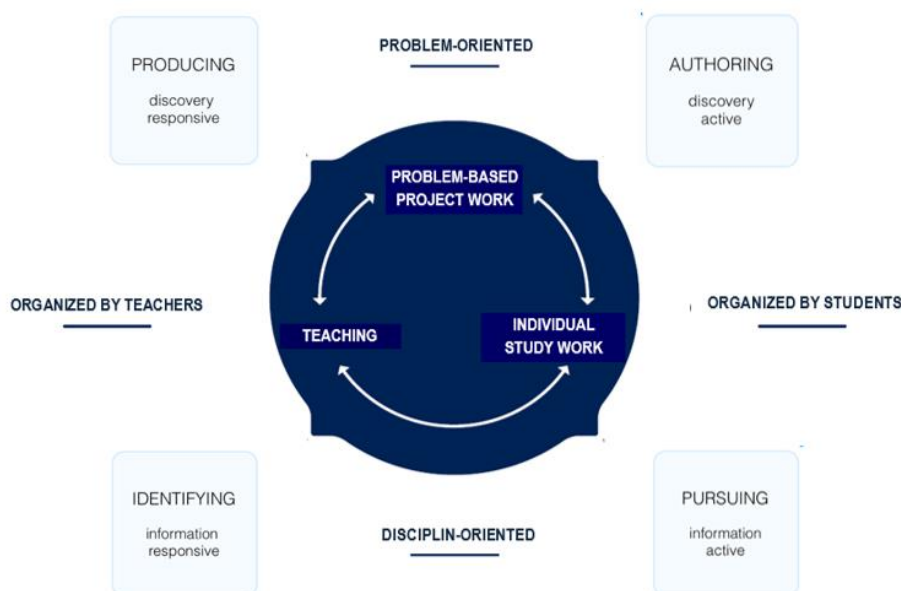 PROBLEM-ORIENTED
PRODUCING
discovery
responsive
AUTHORING
discovery
active
PROBLEM-BASED
PROJECT WORK
ORGANIZED BY TEACHERS
ORGANIZED BY STUDENTS
TEACHING
INDIVIDUAL
STUDY WORK
IDENTIFYING
information
responsive
DISCIPLIN-ORIENTED
PURSUING
information
active